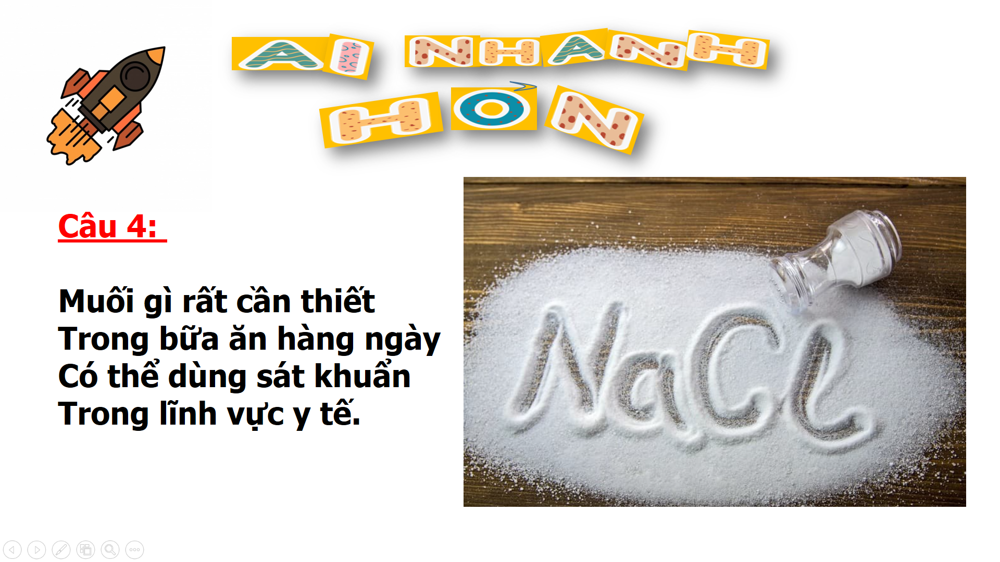 AI NHANH
HƠN
Câu 4:
Muối gì rất cần thiết
Trong bữa ăn hàng ngày
Có thể dùng sát khuẩn
Trong lĩnh vực y tế.
NaCl